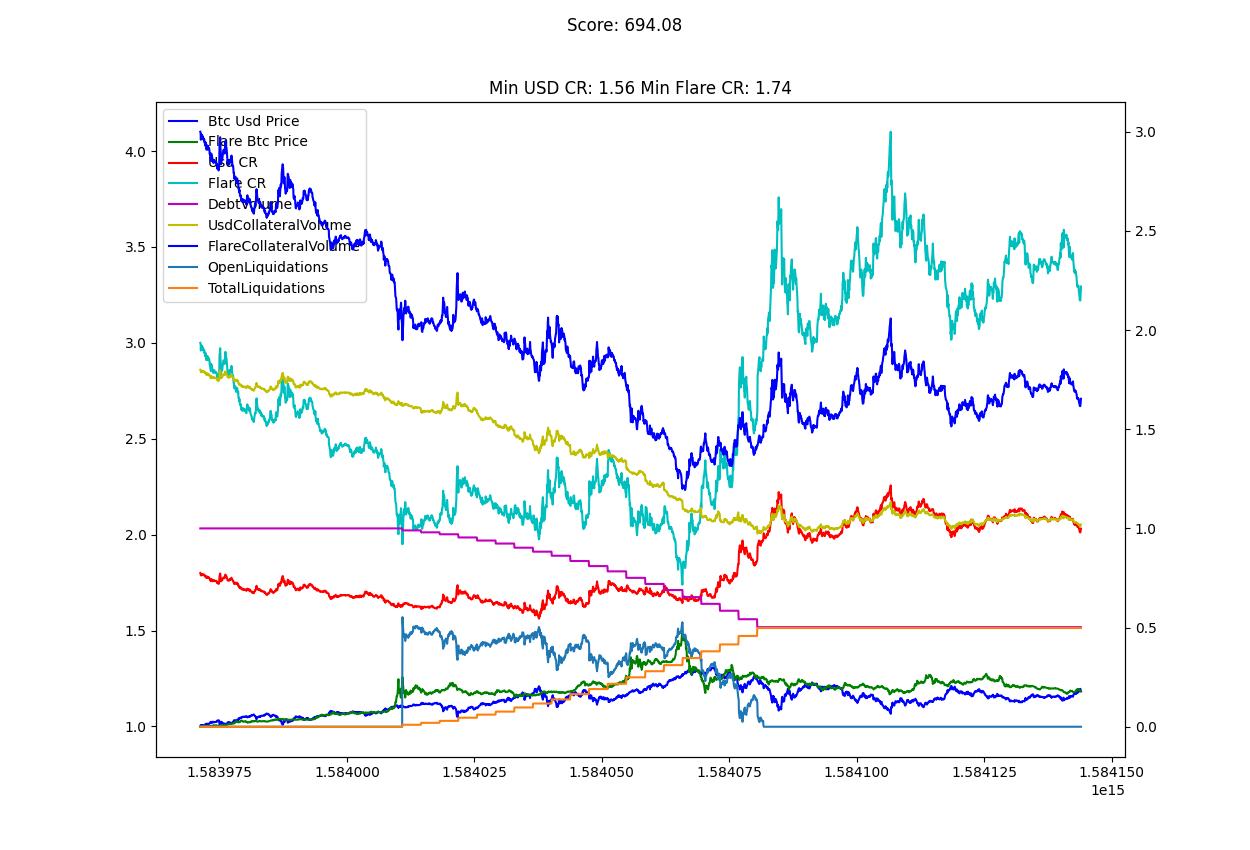 Score: 694.08
Min USD CR: 1.56 Min Flare CR: 1.74
Btc Usd Price
Flare Btc Price
Usd CR
Flare CR
DebtVolume
UsdCollateralVolume
FlareCollateralVolume
OpenLiquidations
TotalLiquidations
4.0
3.5
3.0
2.5
2.0
1.5
1.0
3.0
2.5
2.0
1.5
1.0
0.5
0.0
1.583975 1.584000 1.584025 1.584050 1.584075 1.584100 1.584125 1.584150
1e15